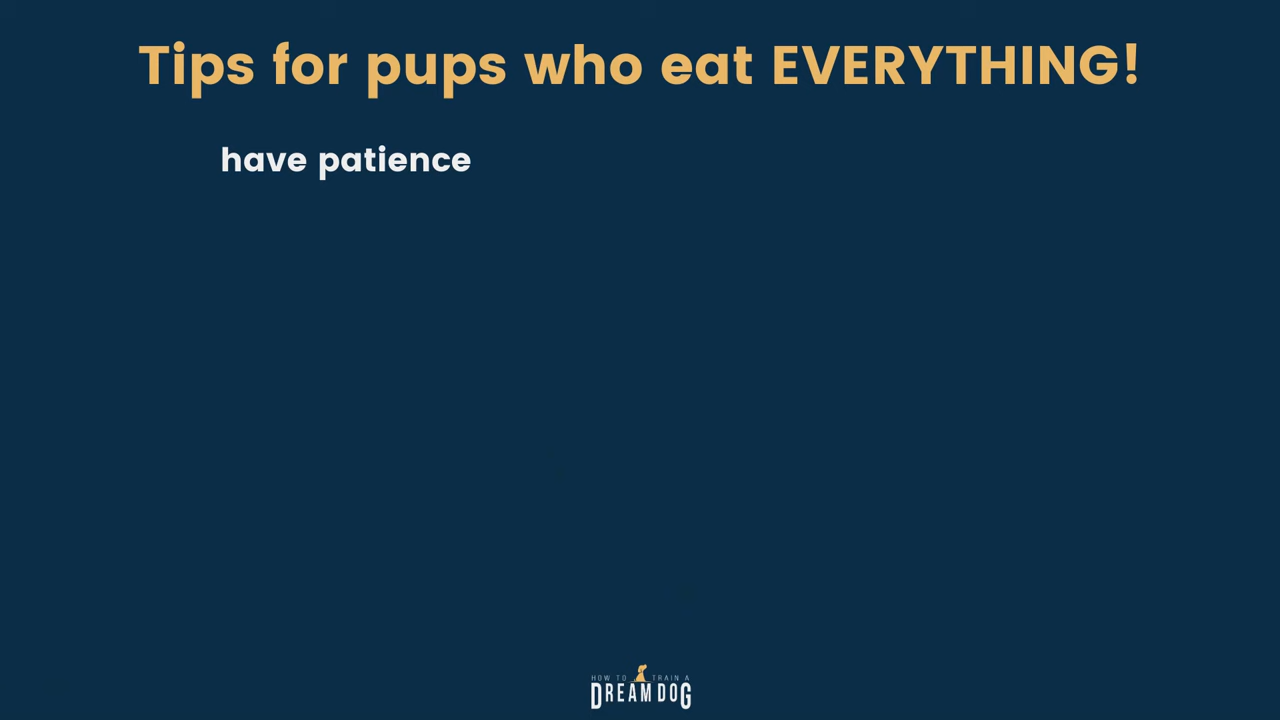 Tips for pups who eat EVERYTHING!
have patience
HOW TO TRAIN A
DREAM DOG